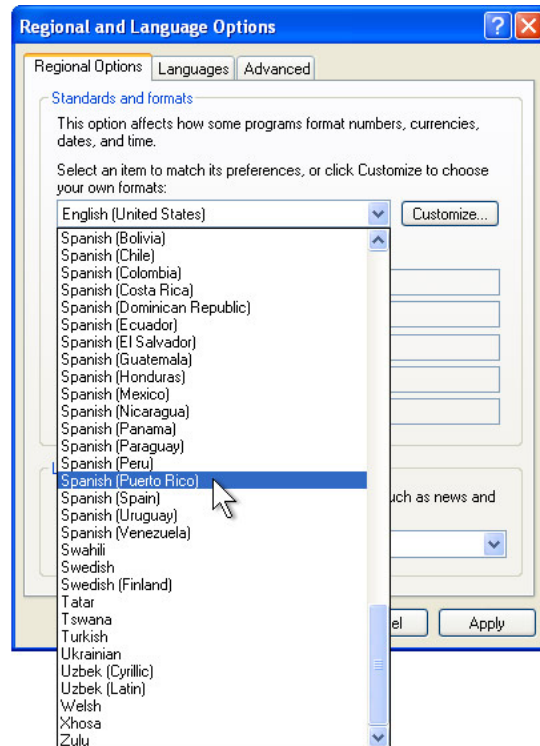 Regional and Language Options
Regional Options
Languages
Advanced
Standards and formats
This option affects how some programs format numbers, currencies,
dates, and time.
Select an item to match its preferences, or click Customize to choose
your own formats:
English (United States)
Customize...
Spanish (Bolivia)
Spanish (Chile)
Spanish (Colombia)
Spanish (Costa Rica)
Spanish (Dominican Republic)
Spanish (Ecuador)
Spanish (El Salvador)
Spanish (Guatemala)
Spanish (Honduras)
Spanish (Mexico)
Spanish (Nicaragua)
Spanish (Panama)
Spanish (Paraguay)
Spanish (Peru)
Spanish (Puerto Rico)
Spanish (Spain)
uch as news and
Spanish (Uruguay)
Spanish (Venezuela)
Swahili
Swedish
Swedish (Finland)
Tatar
Tswana
el
Apply
Turkish
Ukrainian
Uzbek (Cyrillic)
Uzbek (Latin)
Welsh
Xhosa
Zulu